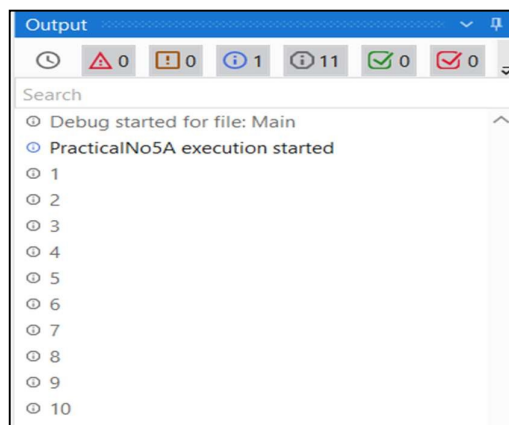 Output
0 0 1 11 0 0
Search
Debug started for file: Main
PracticalNo5A execution started
1
2
3
4
5
6
7
8
9
10